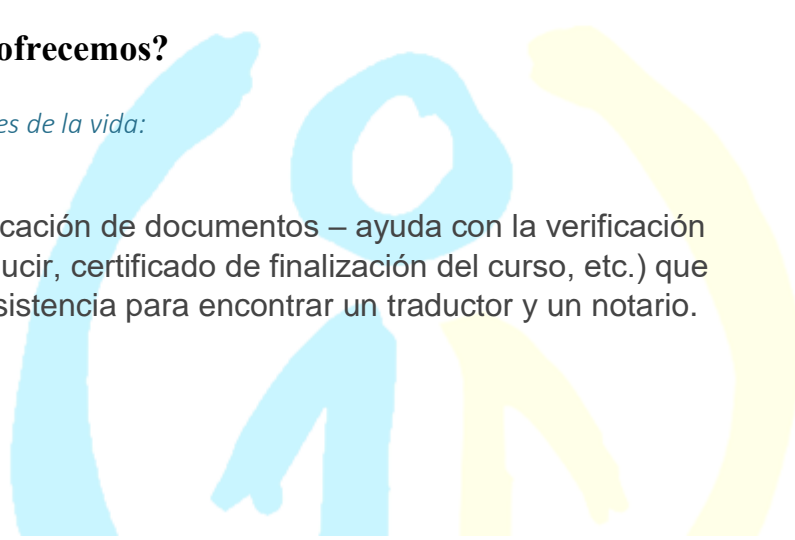 ofrecemos?
es de la vida:
cación de documentos – ayuda con la verificación
ucir, certificado de finalización del curso, etc.) que
sistencia para encontrar un traductor y un notario.